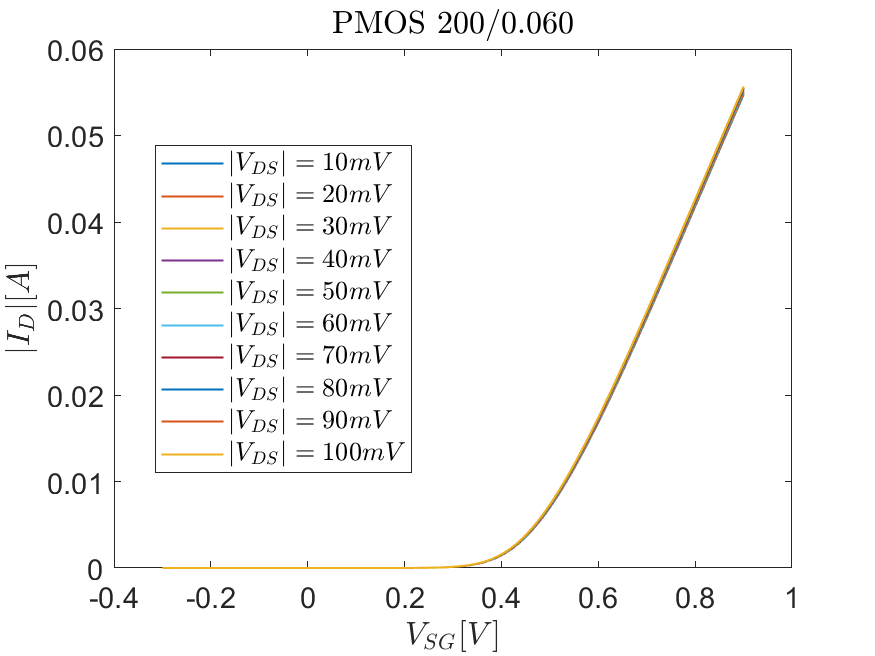 PMOS 200/0.060
0.06
0.05
0.04
0.03
0.02
0.01
0
|I_D|[A]
|V_DS| = 10mV
|V_DS| = 20mV
|V_DS| = 30mV
|V_DS| = 40mV
|V_DS| = 50mV
|V_DS| = 60mV
|V_DS| = 70mV
|V_DS| = 80mV
|V_DS| = 90mV
|V_DS| = 100mV
-0.4 -0.2 0 0.2 0.4 0.6 0.8 1
V_SG[V]